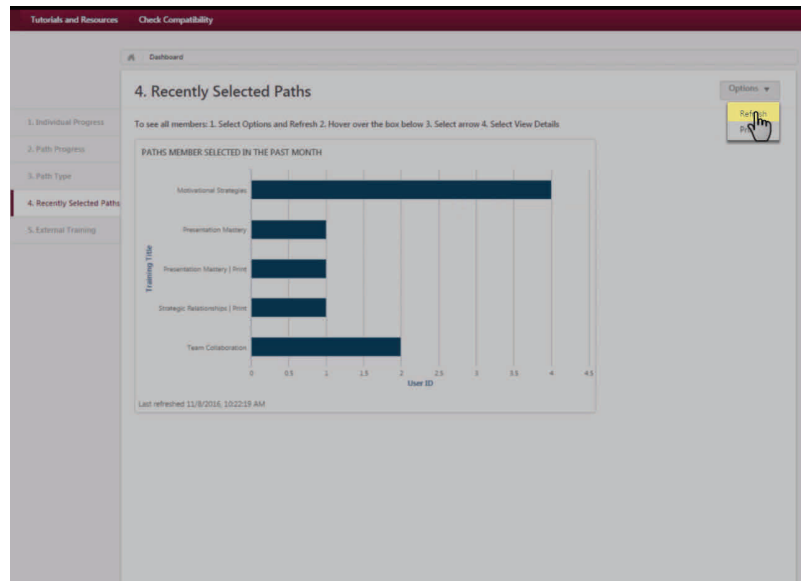 Tutorials and Resources Check Compatibility
Dashboard
4. Recently Selected Paths
Options
Refresh
1. Individual Progress
2. Path Progress
3. Path Type
4. Recently Selected Paths
5. External Training
To see all members: 1. Select Options and Refresh 2. Hover over the box below 3. Select arrow 4. Select View Details
PATHS MEMBER SELECTED IN THE PAST MONTH
Training Title
Motivational Strategies
Presentation Mastery
Presentation Mastery | Print
Strategic Relationships | Print
Team Collaboration
0 0.5 1 1.5 2 2.5 3 3.5 4 4.5
User ID
Last refreshed 11/8/2016, 10:22:19 AM